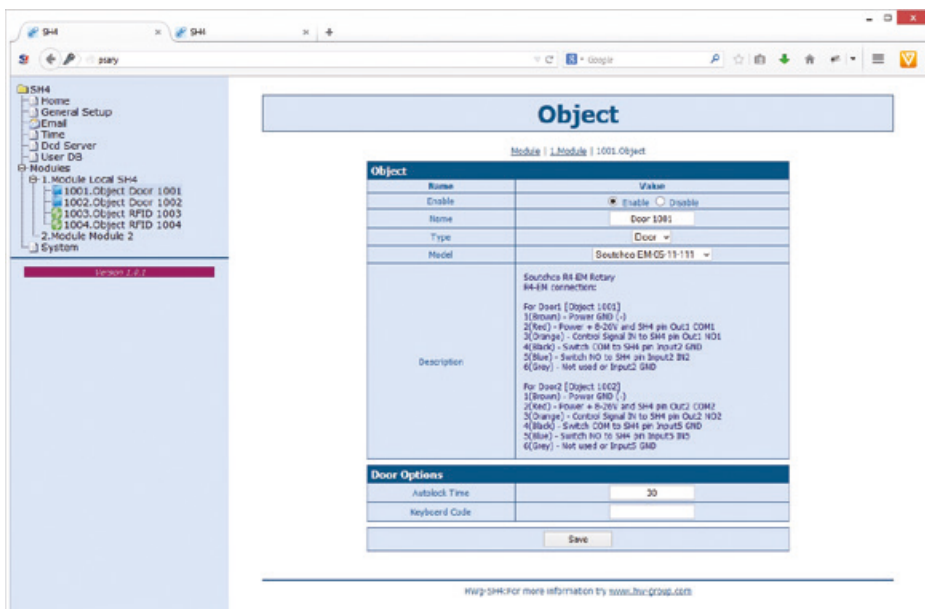 SH4
SH4
psary
Google
SH4
Home
General Setup
Email
Time
Dcd Server
User DB
Modules
1.Module Local SH4
1001.Object Door 1001
1002.Object Door 1002
1003.Object RFID 1003
1004.Object RFID 1004
2.Module Module 2
System
Version 1.0.1
Object
Module | 1.Module | 1001.Object
Object
Name Value
Enable Enable Disable
Name Door 1001
Type Door
Model Soutchco EM-05-11-111
Description
Soutchco R4-EM Rotary
R4-EM connection:
For Door1 [Object 1001]
1(Brown) - Power GND (-)
2(Red) - Power + 8-26V and SH4 pin Out1 COM1
3(Orange) - Control Signal IN to SH4 pin Out1 NO1
4(Black) - Switch COM to SH4 pin Input2 GND
5(Blue) - Switch NO to SH4 pin Input2 IN2
6(Grey) - Not used or Input2 GND
For Door2 [Object 1002]
1(Brown) - Power GND (-)
2(Red) - Power + 8-26V and SH4 pin Out2 COM2
3(Orange) - Control Signal IN to SH4 pin Out2 NO2
4(Black) - Switch COM to SH4 pin Input5 GND
5(Blue) - Switch NO to SH4 pin Input5 IN5
6(Grey) - Not used or Input5 GND
Door Options
Autolock Time 30
Keyboard Code
Save
HWg-SH4:For more information try www.hw-group.com